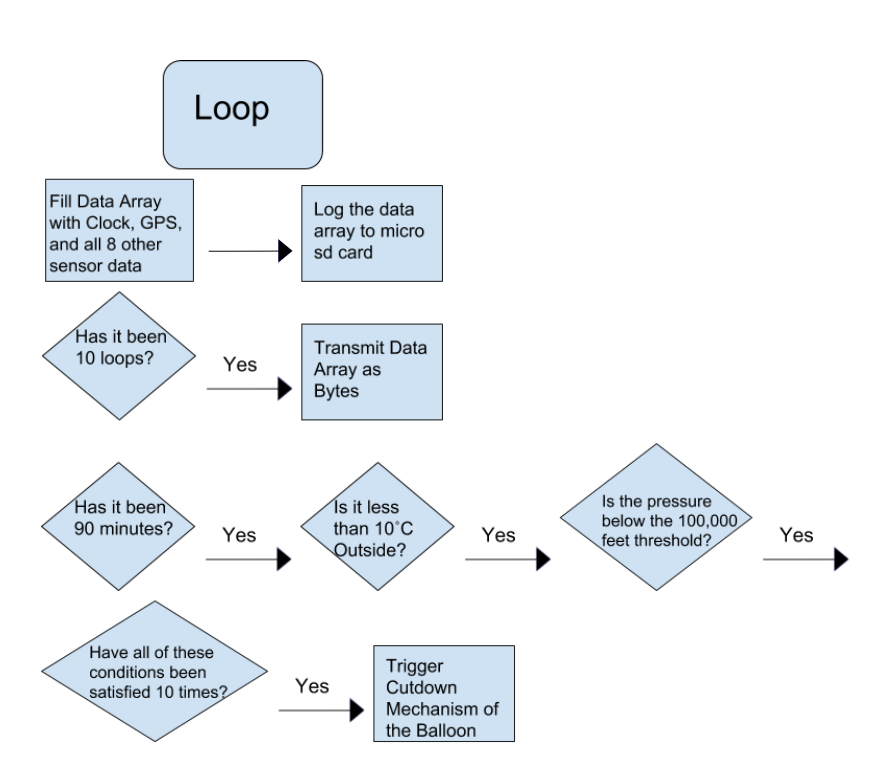 Loop
Fill Data Array
with Clock, GPS,
and all 8 other
sensor data
Log the data
array to micro
sd card
Has it been
10 loops?
Yes
Transmit Data
Array as
Bytes
Has it been
90 minutes?
Yes
Is it less
than 10˚C
Outside?
Yes
Is the pressure
below the 100,000
feet threshold?
Yes
Have all of these
conditions been
satisfied 10 times?
Yes
Trigger
Cutdown
Mechanism of
the Balloon